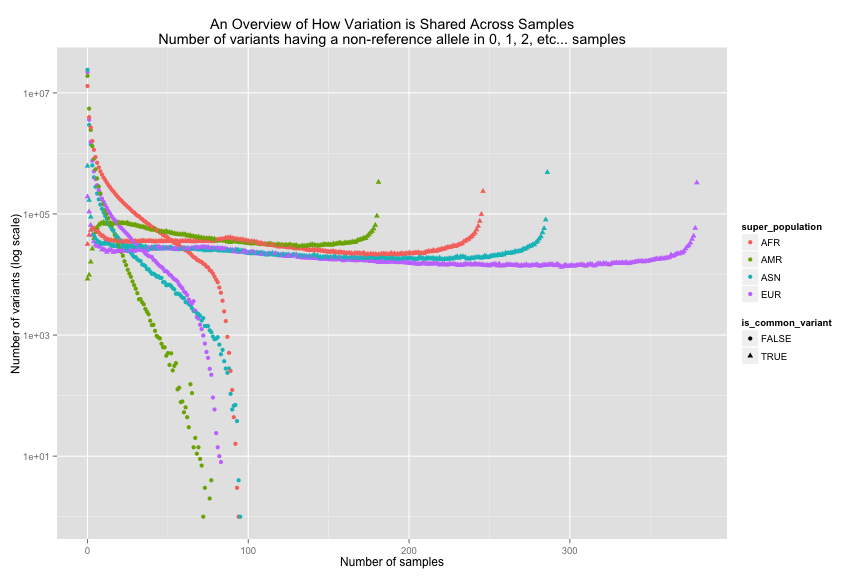 An Overview of How Variation is Shared Across Samples
Number of variants having a non-reference allele in 0, 1, 2, etc... samples
Number of variants (log scale)
1e+07
1e+05
1e+03
1e+01
0
100
200
300
Number of samples
super_population
AFR
AMR
ASN
EUR
is_common_variant
FALSE
TRUE